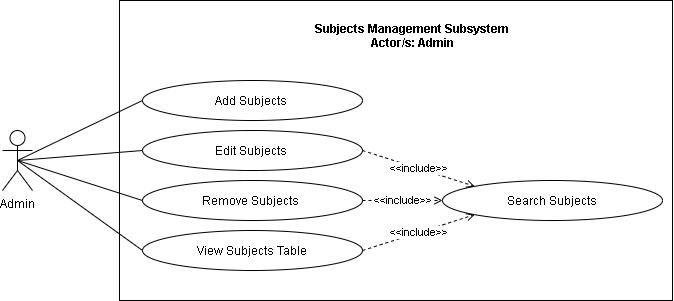 Subjects Management Subsystem
Actor/s: Admin
Add Subjects
Edit Subjects
<<include>>
Remove Subjects
<<include>>
Search Subjects
Admin
<<include>>
View Subjects Table